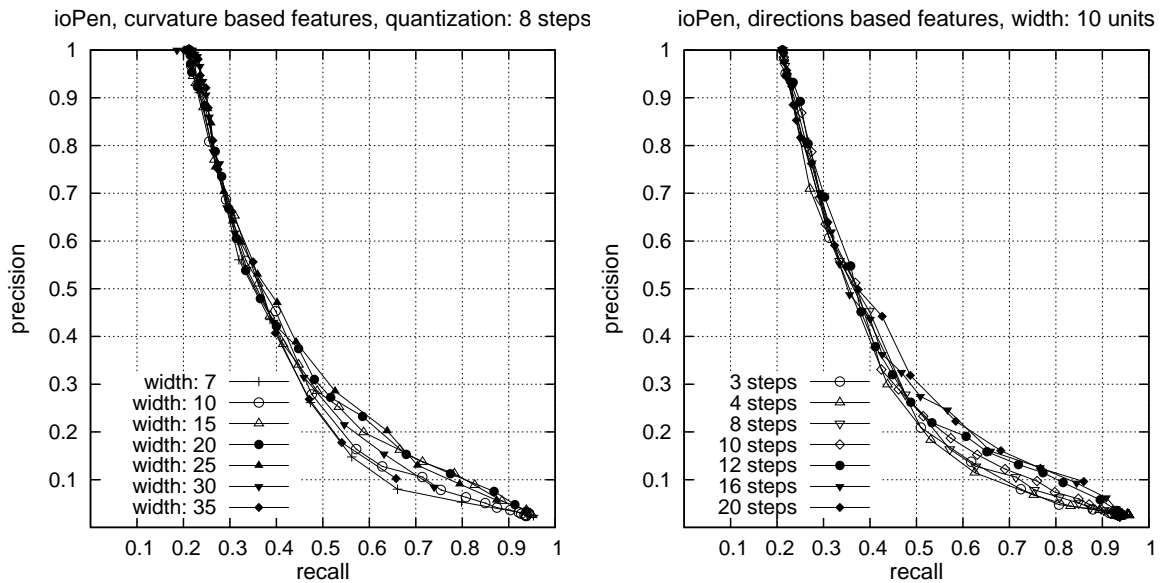 ioPen, curvature based features, quantization: 8 steps
1
0.9
0.8
0.7
0.6
0.5
0.4
0.3
0.2
0.1
precision
width: 7
width: 10
width: 15
width: 20
width: 25
width: 30
width: 35
0.1 0.2 0.3 0.4 0.5 0.6 0.7 0.8 0.9 1
recall
ioPen, directions based features, width: 10 units
1
0.9
0.8
0.7
0.6
0.5
0.4
0.3
0.2
0.1
precision
3 steps
4 steps
8 steps
10 steps
12 steps
16 steps
20 steps
0.1 0.2 0.3 0.4 0.5 0.6 0.7 0.8 0.9 1
recall